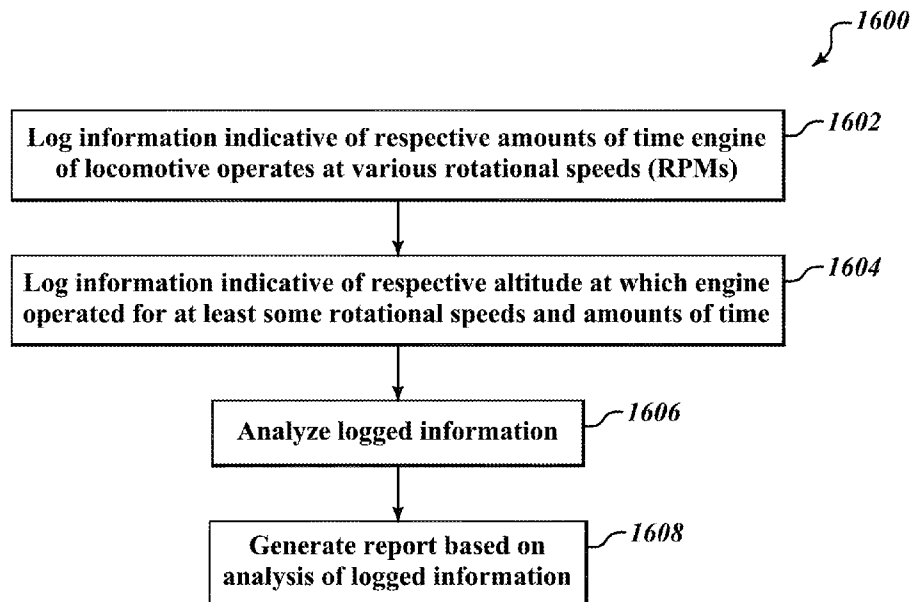 1600
Log information indicative of respective amounts of time engine
of locomotive operates at various rotational speeds (RPMs)
1602
Log information indicative of respective altitude at which engine
operated for at least some rotational speeds and amounts of time
1604
Analyze logged information
1606
Generate report based on
analysis of logged information
1608